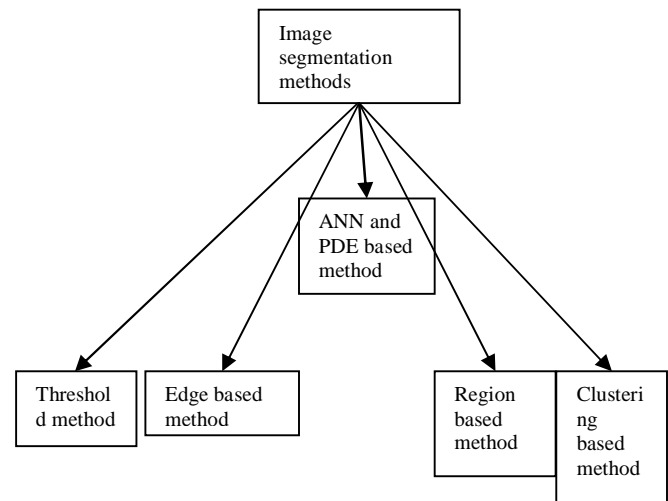 Image
segmentation
methods
ANN and
PDE based
method
Threshol
d method
Edge based
method
Region
based
method
Clusteri
ng
based
method